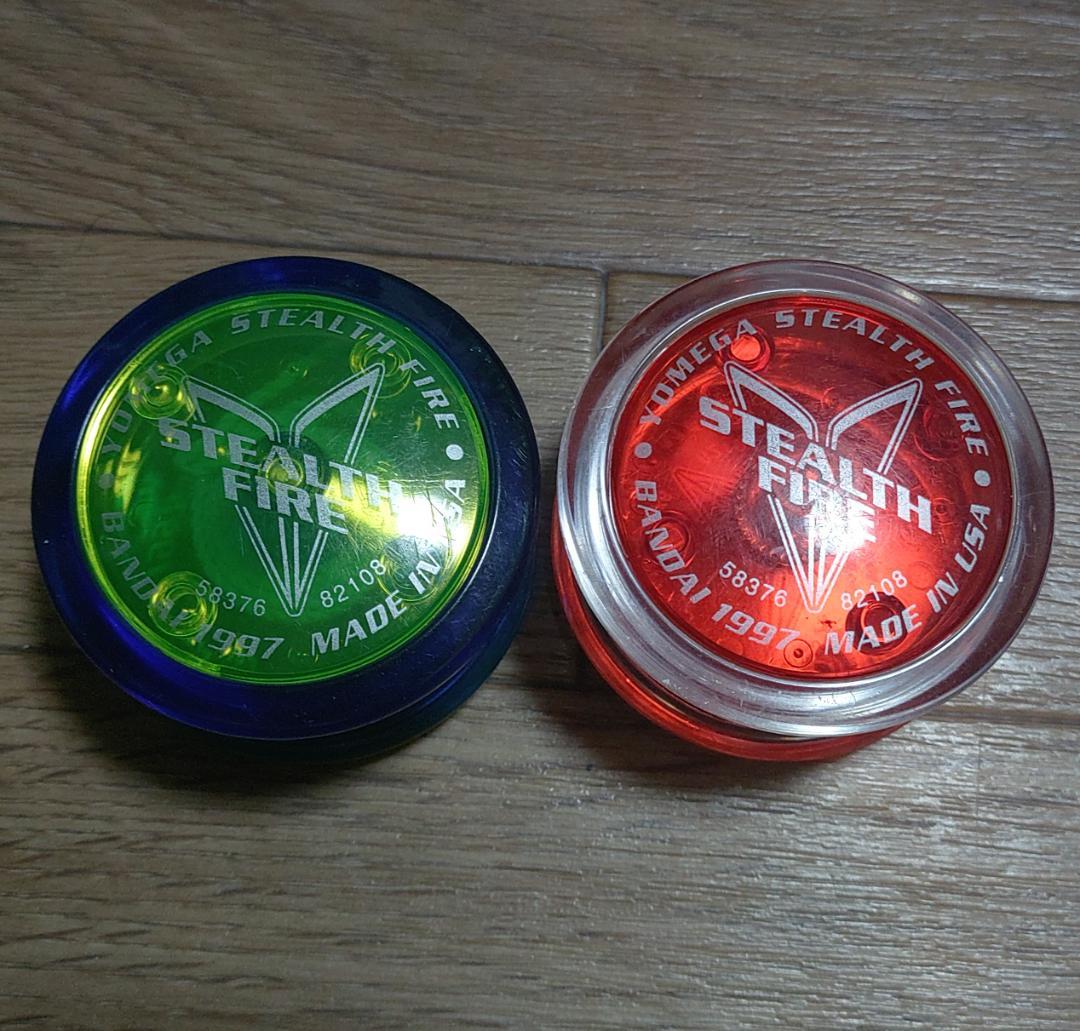 YOMEGA STEALTH FIRE
STEALTH
FIRE
58376 82108
BANDAI 1997 MADE IN USA
YOMEGA STEALTH FIRE
STEALTH
FIRE
58376 82108
BANDAI 1997 MADE IN USA